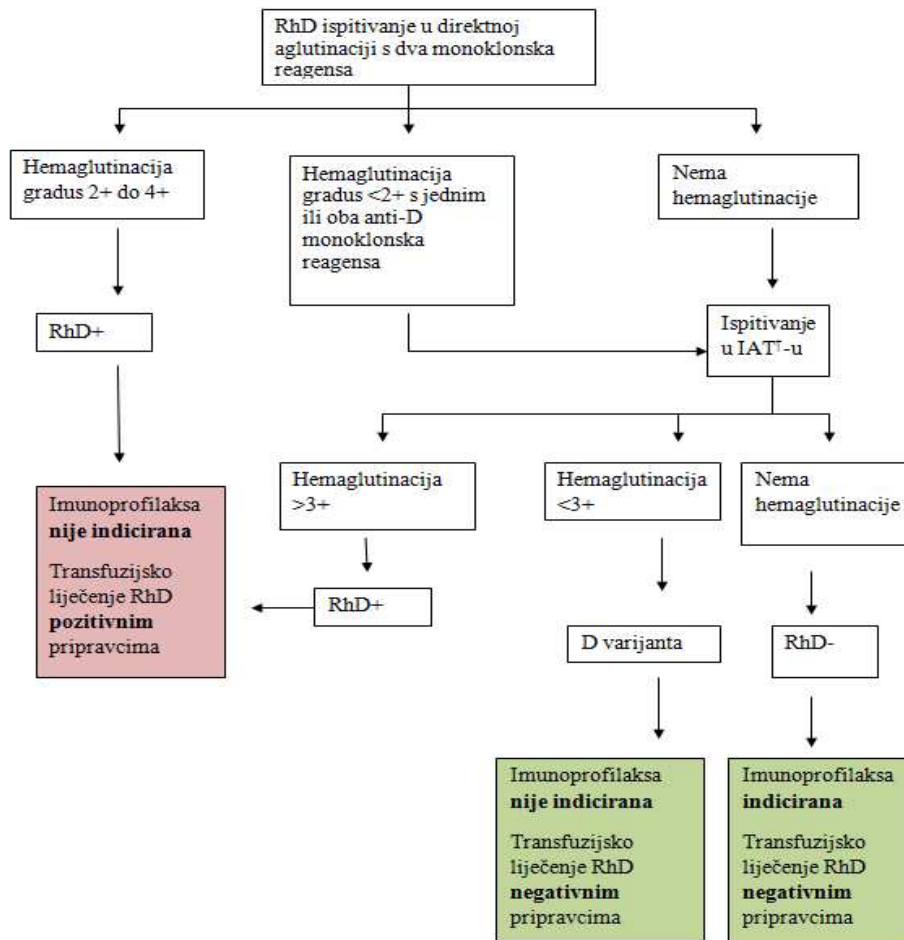 RhD ispitivanje u direktnoj
aglutinaciji s dva monoklonska
reagensa
Hemaglutinacija
gradus 2+ do 4+
Hemaglutinacija
gradus <2+ s jednim
ili oba anti-D
monoklonska
reagensa
Nema
hemaglutinacije
RhD+
Ispitivanje
u IAT†-u
Hemaglutinacija
>3+
Hemaglutinacija
<3+
Nema
hemaglutinacije
Imunoprofilaksa
nije indicirana
Transfuzijsko
liječenje RhD
pozitivnim
pripravcima
RhD+
D varijanta
RhD-
Imunoprofilaksa
nije indicirana
Transfuzijsko
liječenje RhD
negativnim
pripravcima
Imunoprofilaksa
indicirana
Transfuzijsko
liječenje RhD
negativnim
pripravcima